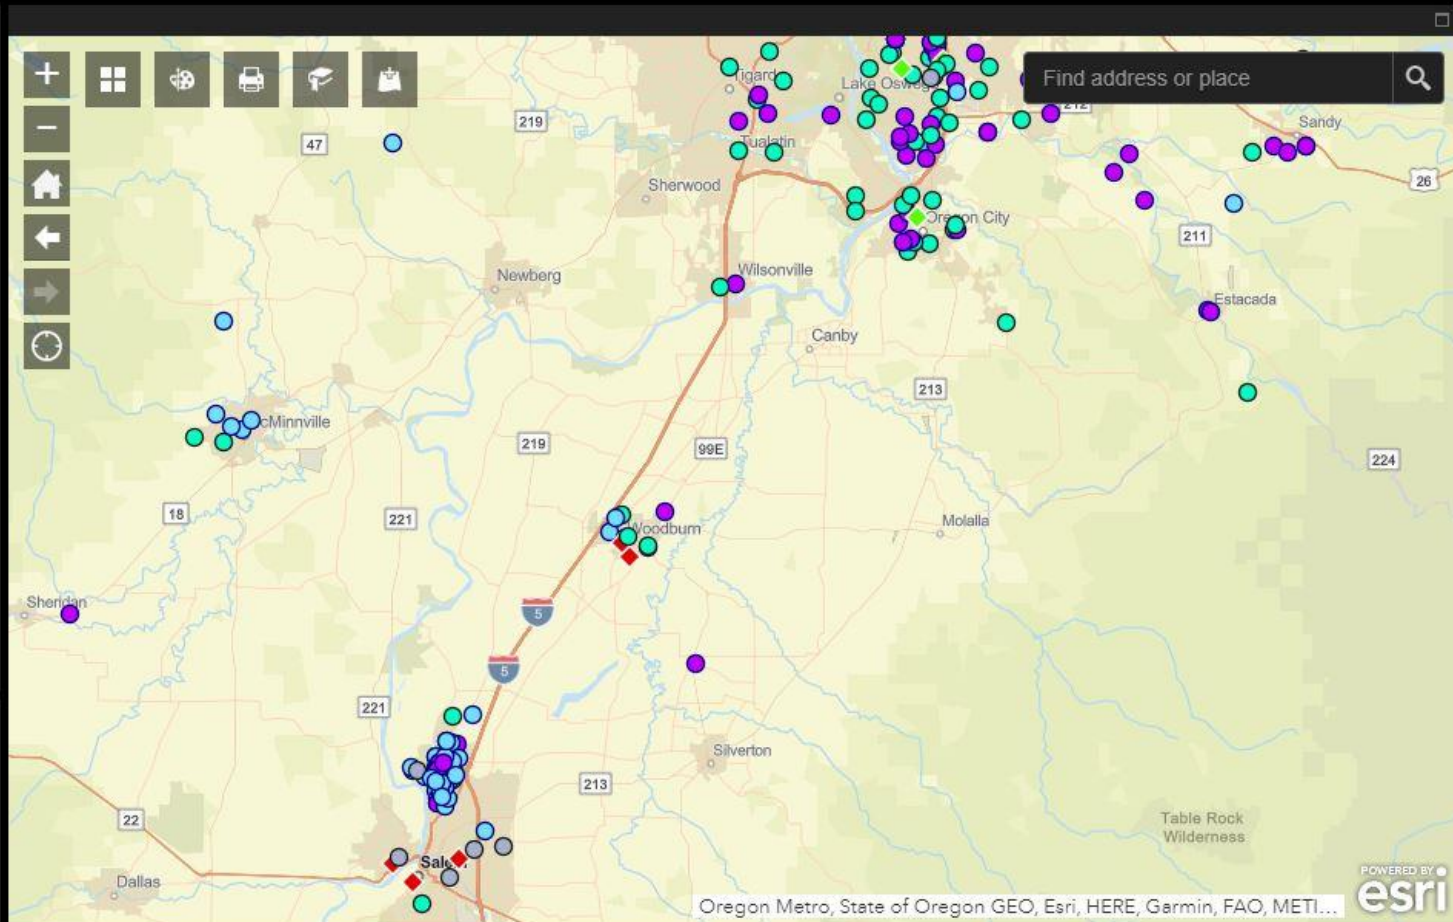 Find address or place
Tigard
Lake Osweg
212
219
47
Sandy
Tualatin
Sherwood
26
Oregon City
211
Wilsonville
Newberg
Estacada
Canby
213
cMinnville
219
99E
224
18
221
Molalla
Woodburn
Sheridan
5
5
221
Silverton
213
22
Table Rock
Wilderness
Salem
Dallas
POWERED BY
esri
Oregon Metro, State of Oregon GEO, Esri, HERE, Garmin, FAO, METI...